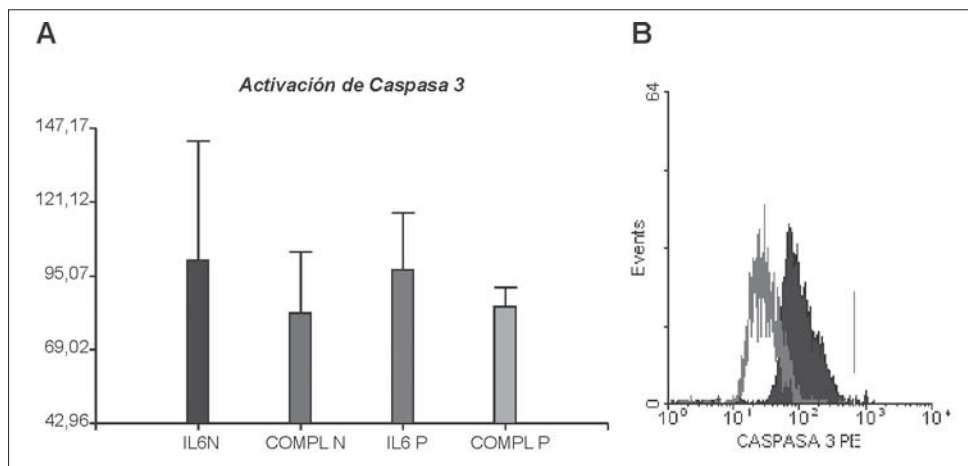 A
Activación de Caspasa 3
147,17
121,12
95,07
69,02
42,96
IL6N
COMPL N
IL6 P
COMPL P
B
64
Events
0
10⁰
10¹
10²
10³
CASPASA 3 PE